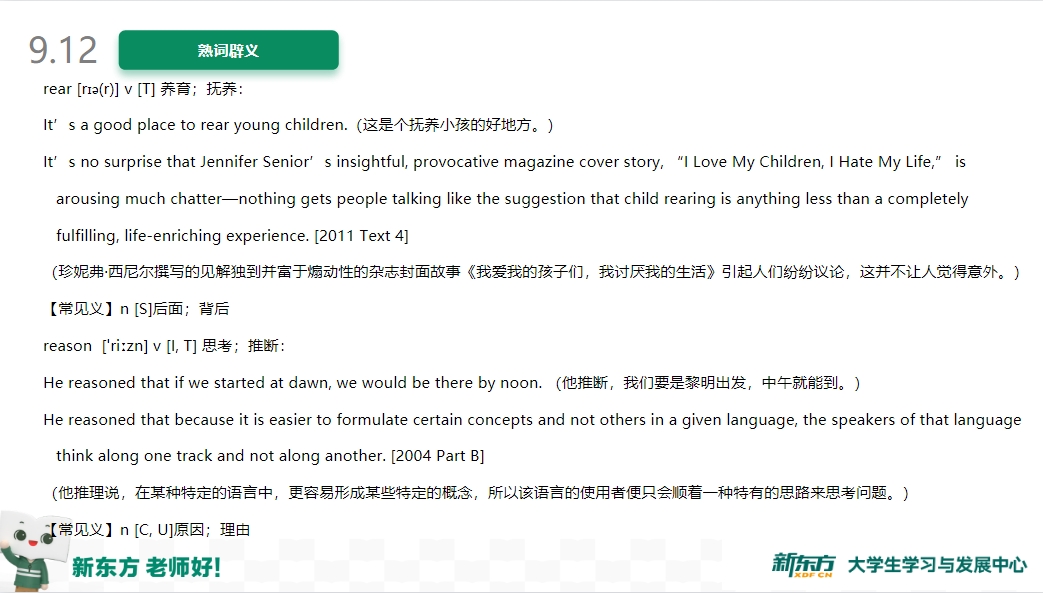 9.12 熟词辟义
rear [rɪə(r)] v [T] 养育；抚养：
It’s a good place to rear young children.（这是个抚养小孩的好地方。）
It’s no surprise that Jennifer Senior’s insightful, provocative magazine cover story, “I Love My Children, I Hate My Life,” is
arousing much chatter—nothing gets people talking like the suggestion that child rearing is anything less than a completely
fulfilling, life-enriching experience. [2011 Text 4]
（珍妮弗·西尼尔撰写的见解独到并富于煽动性的杂志封面故事《我爱我的孩子们，我讨厌我的生活》引起人们纷纷议论，这并不让人觉得意外。）
【常见义】n [S]后面；背后
reason [ˈriːzn] v [I, T] 思考；推断：
He reasoned that if we started at dawn, we would be there by noon.（他推断，我们要是黎明出发，中午就能到。）
He reasoned that because it is easier to formulate certain concepts and not others in a given language, the speakers of that language
think along one track and not along another. [2004 Part B]
（他推理说，在某种特定的语言中，更容易形成某些特定的概念，所以该语言的使用者便只会顺着一种特有的思路来思考问题。）
【常见义】n [C, U]原因；理由
新东方 老师好！
新东方 XDF.CN 大学生学习与发展中心